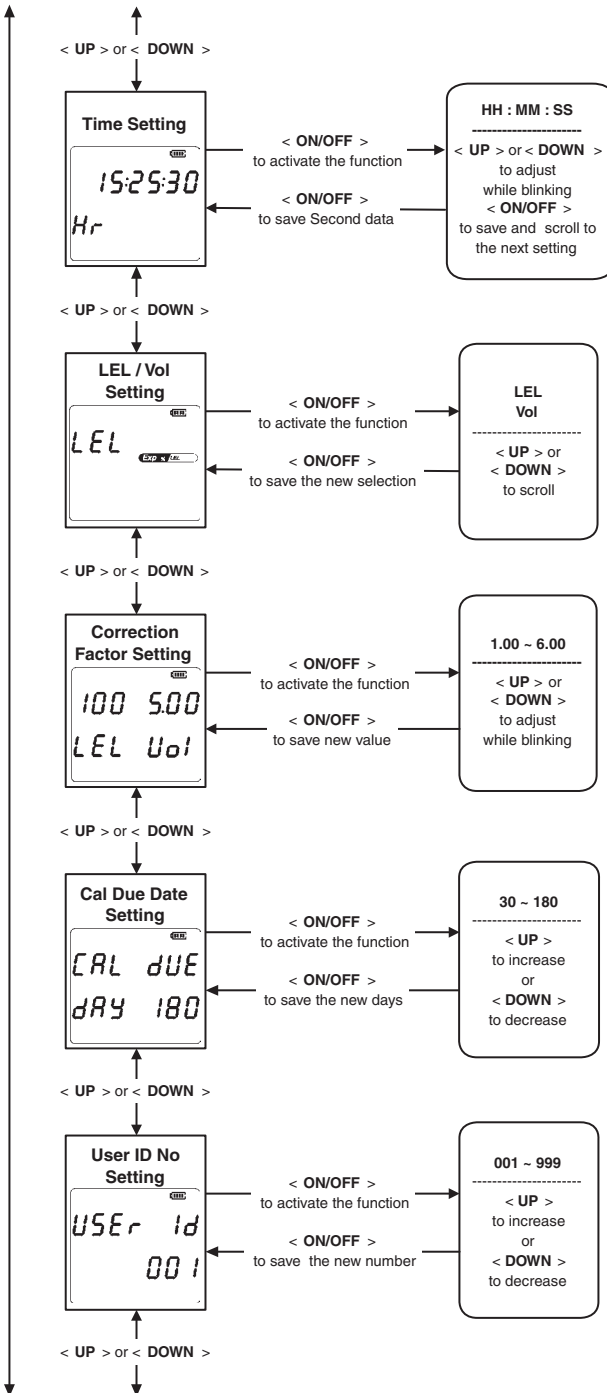 < UP > or < DOWN >
Time Setting
15:25:30
Hr
< ON/OFF >
to activate the function
< ON/OFF >
to save Second data
HH : MM : SS
-----------------------
< UP > or < DOWN >
to adjust
while blinking
< ON/OFF >
to save and scroll to
the next setting
< UP > or < DOWN >
LEL / Vol
Setting
LEL
Exp % LEL
< ON/OFF >
to activate the function
< ON/OFF >
to save the new selection
LEL
Vol
-------------------------
< UP > or
< DOWN >
to scroll
< UP > or < DOWN >
Correction
Factor Setting
100 5.00
LEL Vol
< ON/OFF >
to activate the function
< ON/OFF >
to save new value
1.00 ~ 6.00
-------------------------
< UP > or
< DOWN >
to adjust
while blinking
< UP > or < DOWN >
Cal Due Date
Setting
CAL dUE
dAY 180
< ON/OFF >
to activate the function
< ON/OFF >
to save the new days
30 ~ 180
-------------------------
< UP >
to increase
or
< DOWN >
to decrease
< UP > or < DOWN >
User ID No
Setting
USEr Id
001
< ON/OFF >
to activate the function
< ON/OFF >
to save the new number
001 ~ 999
-------------------------
< UP >
to increase
or
< DOWN >
to decrease
< UP > or < DOWN >